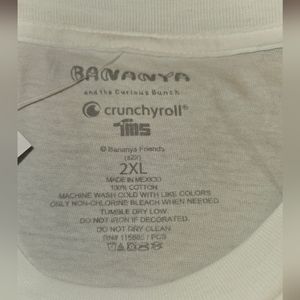 BANANYA
and the Curious Bunch
crunchyroll®
TMS
© Bananya Friends
2XL
MADE IN MEXICO
100% COTTON
MACHINE WASH COLD WITH LIKE COLORS
ONLY NON-CHLORINE BLEACH WHEN NEEDED
TUMBLE DRY LOW
DO NOT IRON IF DECORATED.
DO NOT DRY CLEAN